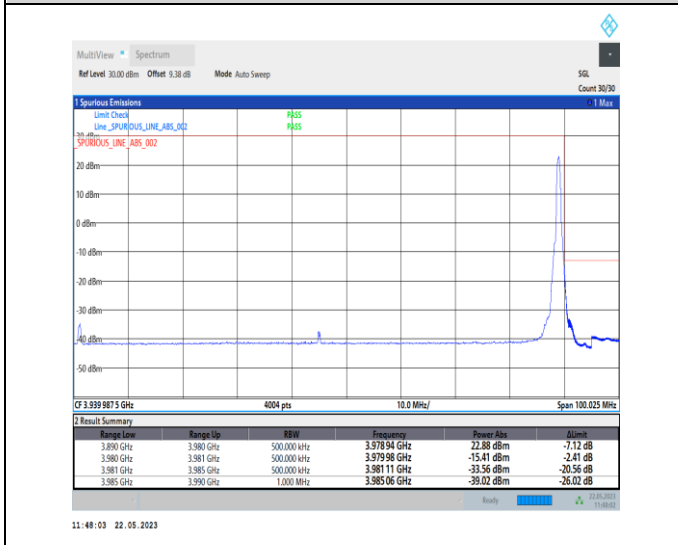 MultiView Spectrum
Ref Level 30.00 dBm Offset 9.38 dB Mode Auto Sweep SGL
Count 30/30
1 Spurious Emissions 1 Max
Limit Check PASS
Line _SPURIOUS_LINE_ABS_002 PASS
30 dBm
_SPURIOUS_LINE_ABS_002
20 dBm
10 dBm
0 dBm
-10 dBm
-20 dBm
-30 dBm
-40 dBm
-50 dBm
CF 3.939 987 5 GHz 4004 pts 10.0 MHz/ Span 100.025 MHz
2 Result Summary
Range Low Range Up RBW Frequency Power Abs ΔLimit
3.890 GHz 3.980 GHz 500.000 kHz 3.978 94 GHz 22.88 dBm -7.12 dB
3.980 GHz 3.981 GHz 500.000 kHz 3.979 98 GHz -15.41 dBm -2.41 dB
3.981 GHz 3.985 GHz 500.000 kHz 3.981 11 GHz -33.56 dBm -20.56 dB
3.985 GHz 3.990 GHz 1.000 MHz 3.985 06 GHz -39.02 dBm -26.02 dB
Ready 22.05.2023
11:48:02
11:48:03 22.05.2023